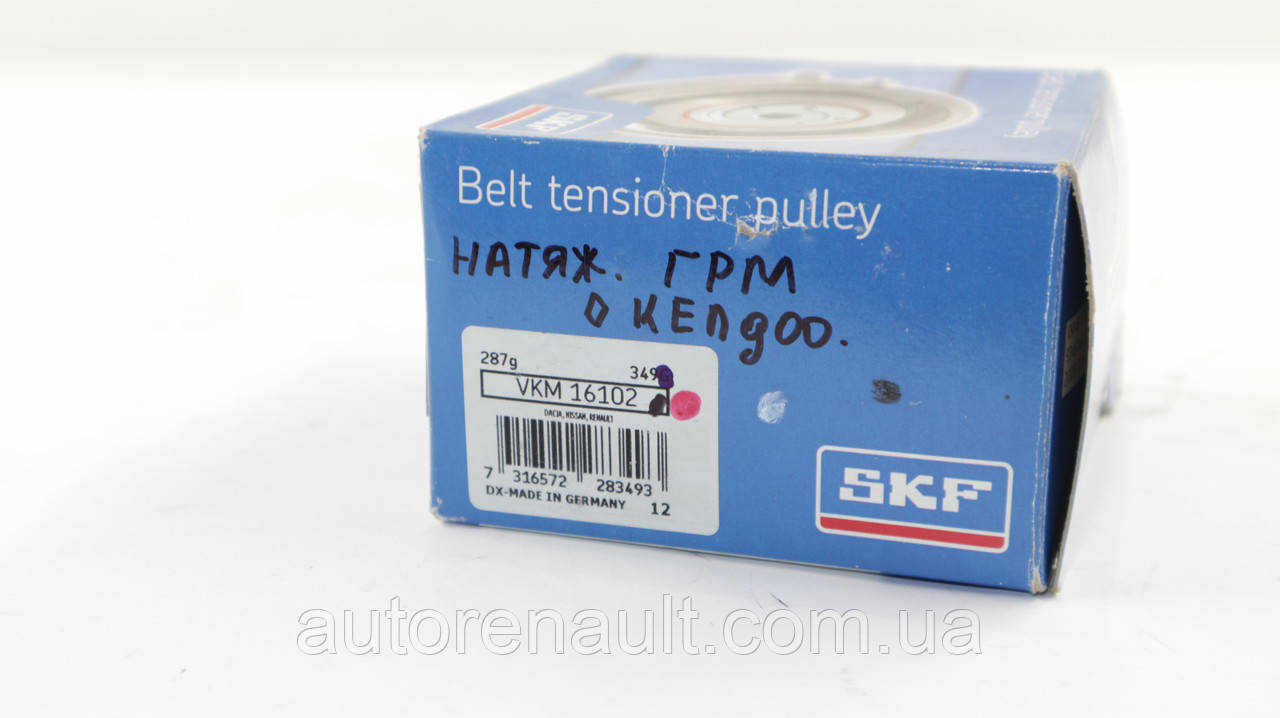 SKF
Belt tensioner pulley
НАТЯЖ. ГРМ
О КЕПДОО.
287g
349
VKM 16102
DACIA, NISSAN, RENAULT
7 316572 283493
DX-MADE IN GERMANY 12
SKF
autorenault.com.ua